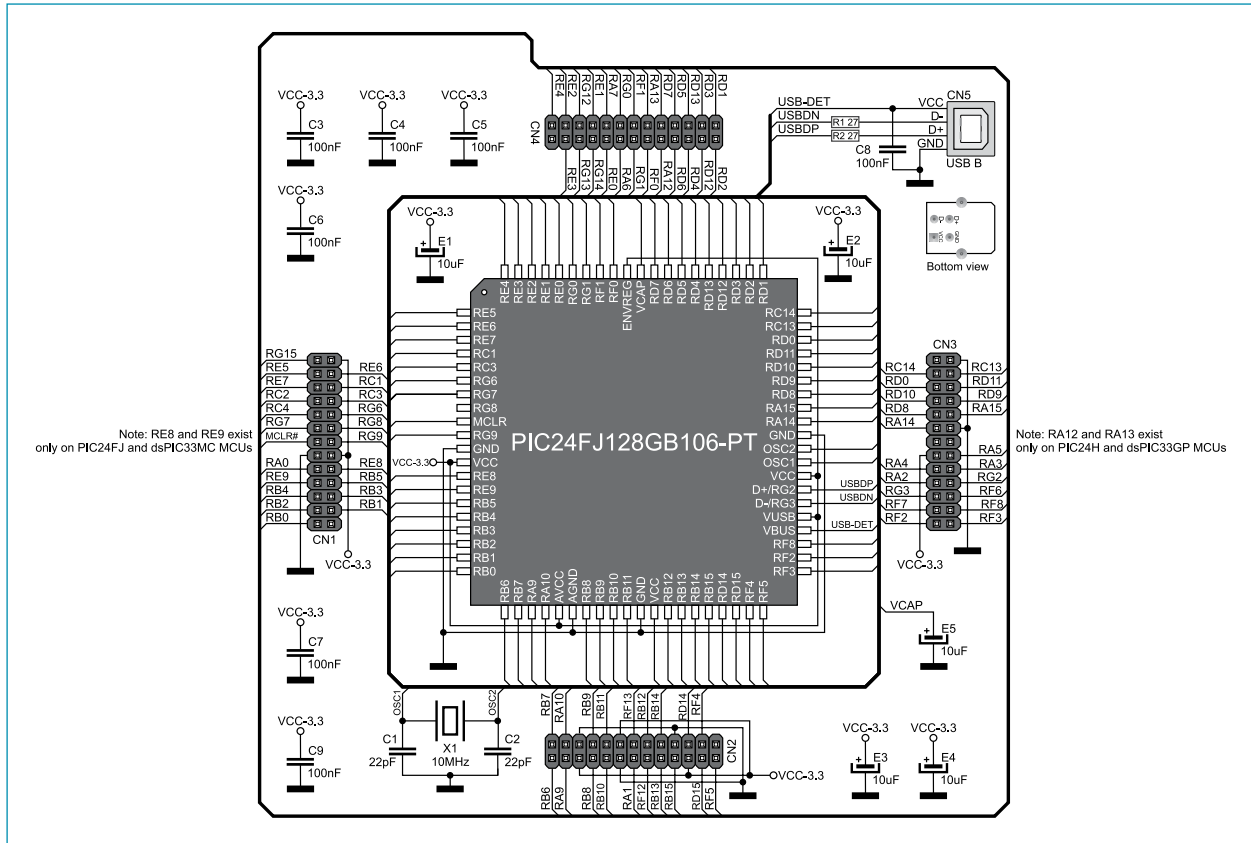 RE4
RE2
RG12
RE1
RA7
RG0
RF1
RA13
RD7
RD5
RD13
RD3
RD1
CN4
RE3
RG13
RG14
RE0
RA6
RG1
RF0
RA12
RD6
RD4
RD12
RD2
VCC-3.3
C3
100nF
VCC-3.3
C4
100nF
VCC-3.3
C5
100nF
VCC-3.3
C6
100nF
USB-DET
USBDN
USBDP
R1 27
R2 27
C8
100nF
CN5
VCC
D-
D+
GND
USB B
D-
D+
VCC
GND
Bottom view
VCC-3.3
E1
10uF
VCC-3.3
E2
10uF
RE4
RE3
RE2
RE1
RE0
RG0
RG1
RF1
RF0
ENVREG
VCAP
RD7
RD6
RD5
RD4
RD13
RD12
RD3
RD2
RD1
RE5
RE6
RE7
RC1
RC3
RG6
RG7
RG8
MCLR
RG9
GND
VCC
RE8
RE9
RB5
RB4
RB3
RB2
RB1
RB0
VCC-3.3
PIC24FJ128GB106-PT
RC14
RC13
RD0
RD11
RD10
RD9
RD8
RA15
RA14
GND
OSC2
OSC1
VCC
D+/RG2
D-/RG3
VUSB
VBUS
RF8
RF2
RF3
USBDP
USBDN
USB-DET
RB6
RB7
RA9
RA10
AVCC
AGND
RB8
RB9
RB10
RB11
GND
VCC
RB12
RB13
RB14
RB15
RD14
RD15
RF4
RF5
RG15
RE5
RE7
RC2
RC4
RG7
MCLR#
RA0
RE9
RB4
RB2
RB0
RE6
RC1
RC3
RG6
RG8
RG9
RE8
RB5
RB3
RB1
CN1
VCC-3.3
Note: RE8 and RE9 exist
only on PIC24FJ and dsPIC33MC MCUs
CN3
RC14
RD0
RD10
RD8
RA14
RA4
RA2
RG3
RF7
RF2
RC13
RD11
RD9
RA15
RA5
RA3
RG2
RF6
RF8
RF3
VCC-3.3
Note: RA12 and RA13 exist
only on PIC24H and dsPIC33GP MCUs
VCC-3.3
C7
100nF
VCC-3.3
C9
100nF
OSC1
OSC2
C1
22pF
X1
10MHz
C2
22pF
RB7
RA10
RB9
RB11
RF13
RB12
RB14
RD14
RF4
CN2
RB6
RA9
RB8
RB10
RA1
RF12
RB13
RB15
RD15
RF5
VCC-3.3
VCAP
E5
10uF
VCC-3.3
E3
10uF
VCC-3.3
E4
10uF